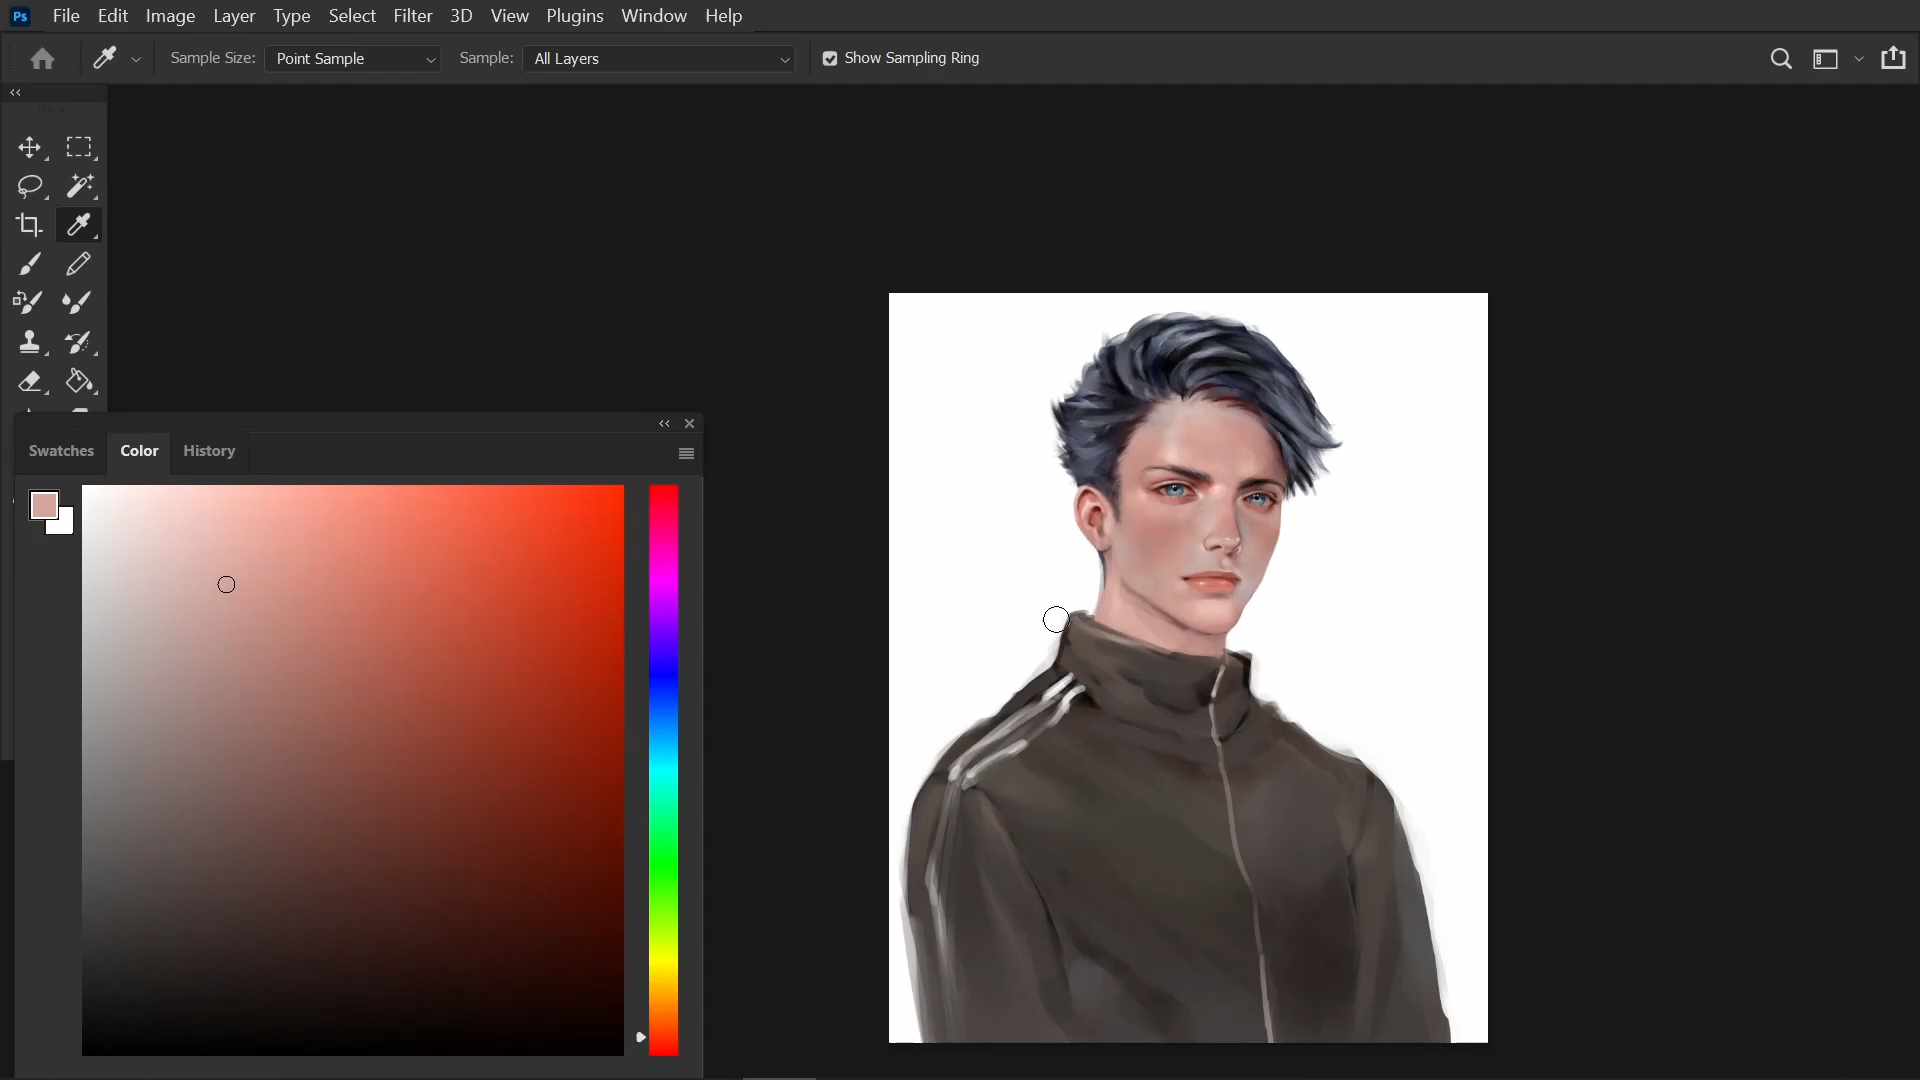 Ps File Edit Image Layer Type Select Filter 3D View Plugins Window Help
Sample Size: Point Sample Sample: All Layers Show Sampling Ring
Swatches Color History